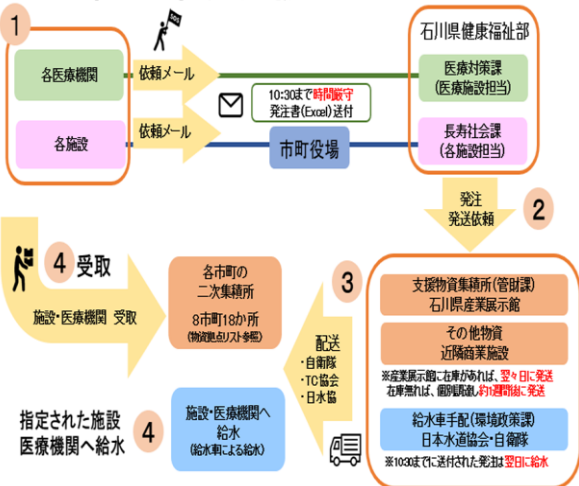 1
SOS
石川県健康福祉部
各医療機関
依頼メール
医療対策課
(医療施設担当)
10:30まで時間厳守
発注書(Excel)送付
各施設
依頼メール
市町役場
長寿社会課
(各施設担当)
発注
発送依頼
2
4 受取
施設・医療機関 受取
各市町の
二次集積所
8市町18か所
(物資拠点リスト参照)
配送
・自衛隊
・TC協会
・日水協
3
支援物資集積所(管財課)
石川県産業展示館
その他物資
近隣商業施設
※産業展示館に在庫があれば、翌々日に発送
在庫無れば、個別調達し約1週間後に発送
指定された施設
医療機関へ給水
4
施設・医療機関へ
給水
(給水車による給水)
給水車手配(環境政策課)
日本水道協会・自衛隊
※1030までに送付された発注は翌日に給水